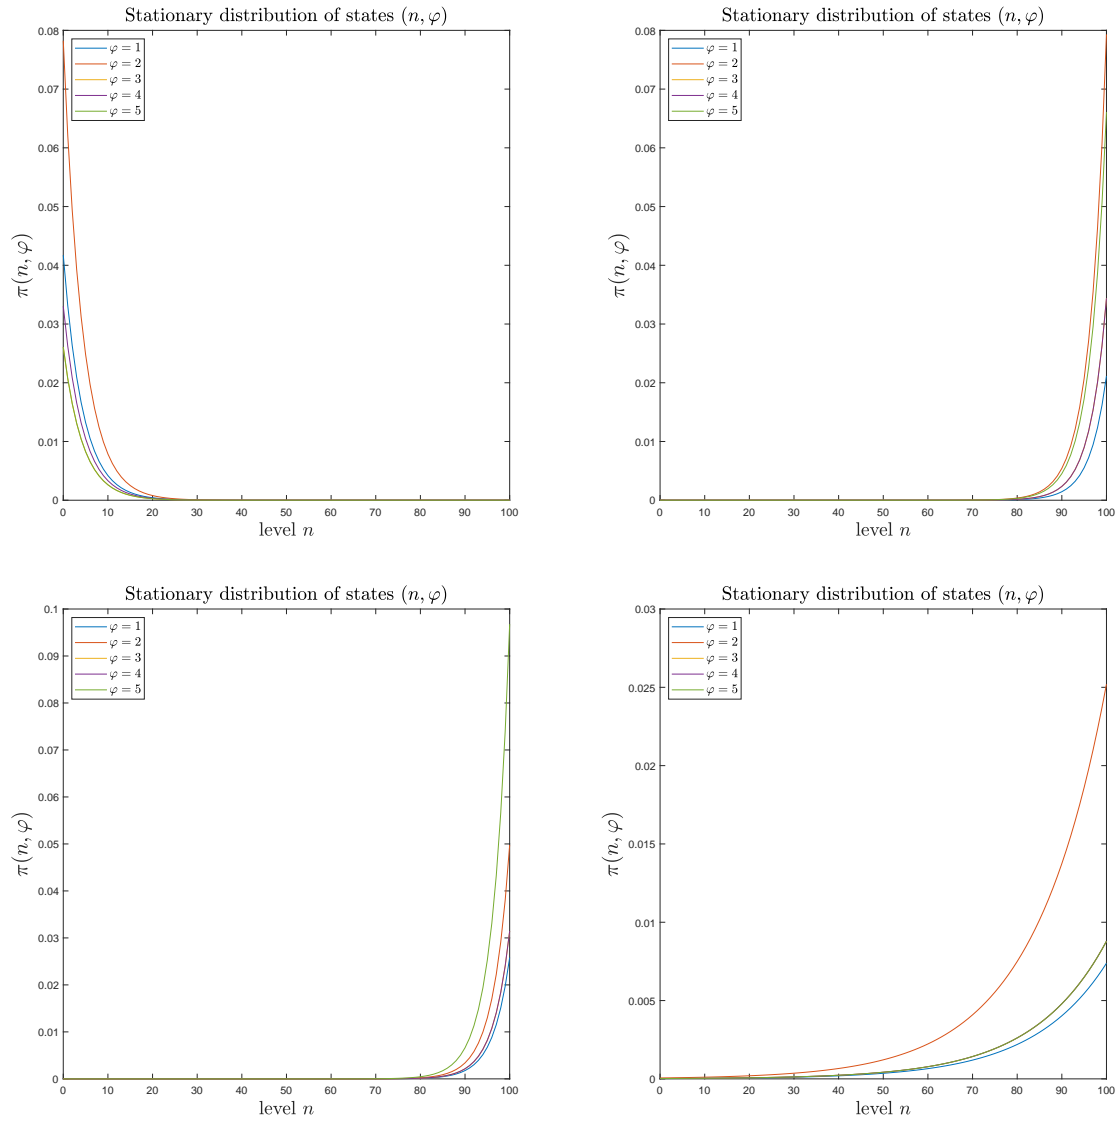 Stationary distribution of states (n, φ)
φ = 1
φ = 2
φ = 3
φ = 4
φ = 5
π(n, φ)
0.08
0.07
0.06
0.05
0.04
0.03
0.02
0.01
0
0 10 20 30 40 50 60 70 80 90 100
level n
Stationary distribution of states (n, φ)
φ = 1
φ = 2
φ = 3
φ = 4
φ = 5
π(n, φ)
0.08
0.07
0.06
0.05
0.04
0.03
0.02
0.01
0
0 10 20 30 40 50 60 70 80 90 100
level n
Stationary distribution of states (n, φ)
φ = 1
φ = 2
φ = 3
φ = 4
φ = 5
π(n, φ)
0.1
0.09
0.08
0.07
0.06
0.05
0.04
0.03
0.02
0.01
0
0 10 20 30 40 50 60 70 80 90 100
level n
Stationary distribution of states (n, φ)
φ = 1
φ = 2
φ = 3
φ = 4
φ = 5
π(n, φ)
0.03
0.025
0.02
0.015
0.01
0.005
0
0 10 20 30 40 50 60 70 80 90 100
level n